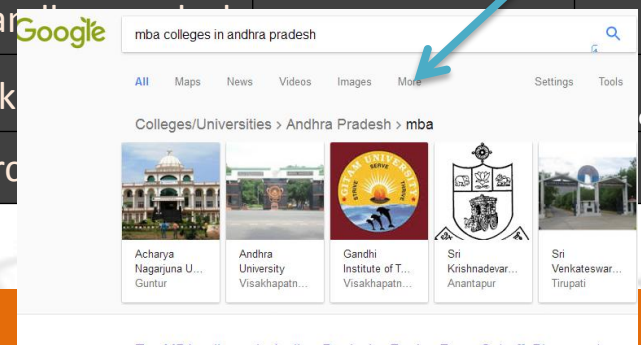 Google
mba colleges in andhra pradesh
All Maps News Videos Images More Settings Tools
Colleges/Universities > Andhra Pradesh > mba
GITAM UNIVERSITY
SERVE
STRIVE THRIVE
Acharya Nagarjuna U... Guntur
Andhra University Visakhapatn...
Gandhi Institute of T... Visakhapatn...
Sri Krishnadevar... Anantapur
Sri Venkateswar... Tirupati